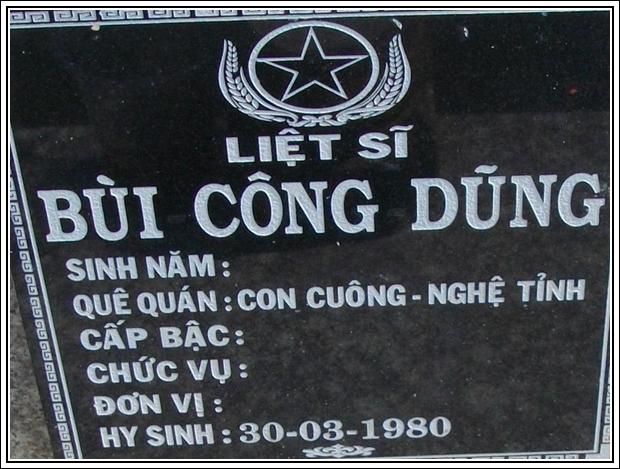 LIỆT SĨ
BÙI CÔNG DŨNG
SINH NĂM :
QUÊ QUÁN : CON CUÔNG - NGHỆ TỈNH
CẤP BẬC :
CHỨC VỤ :
ĐƠN VỊ :
HY SINH : 30-03-1980